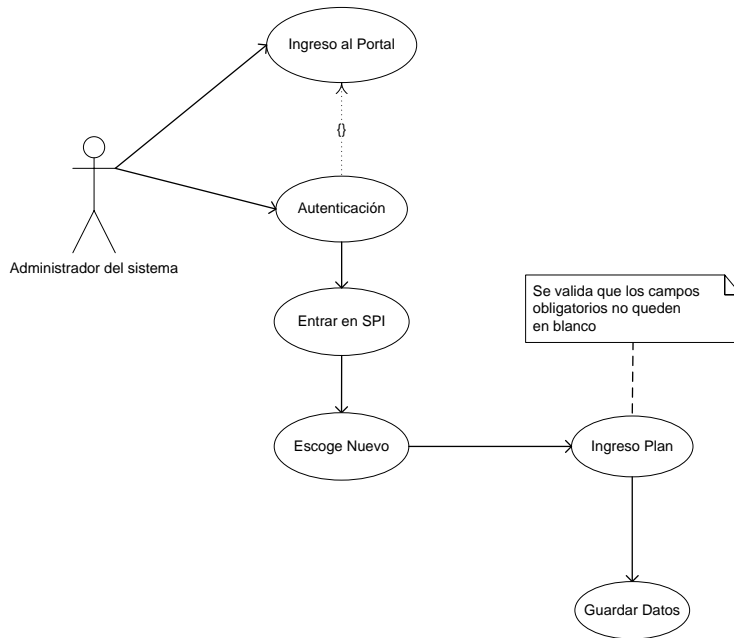 Ingreso al Portal
{}
Autenticación
Administrador del sistema
Entrar en SPI
Se valida que los campos
obligatorios no queden
en blanco
Escoge Nuevo
Ingreso Plan
Guardar Datos